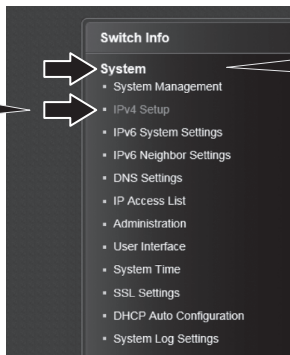 Switch Info
System
System Management
IPv4 Setup
IPv6 System Settings
IPv6 Neighbor Settings
DNS Settings
IP Access List
Administration
User Interface
System Time
SSL Settings
DHCP Auto Configuration
System Log Settings